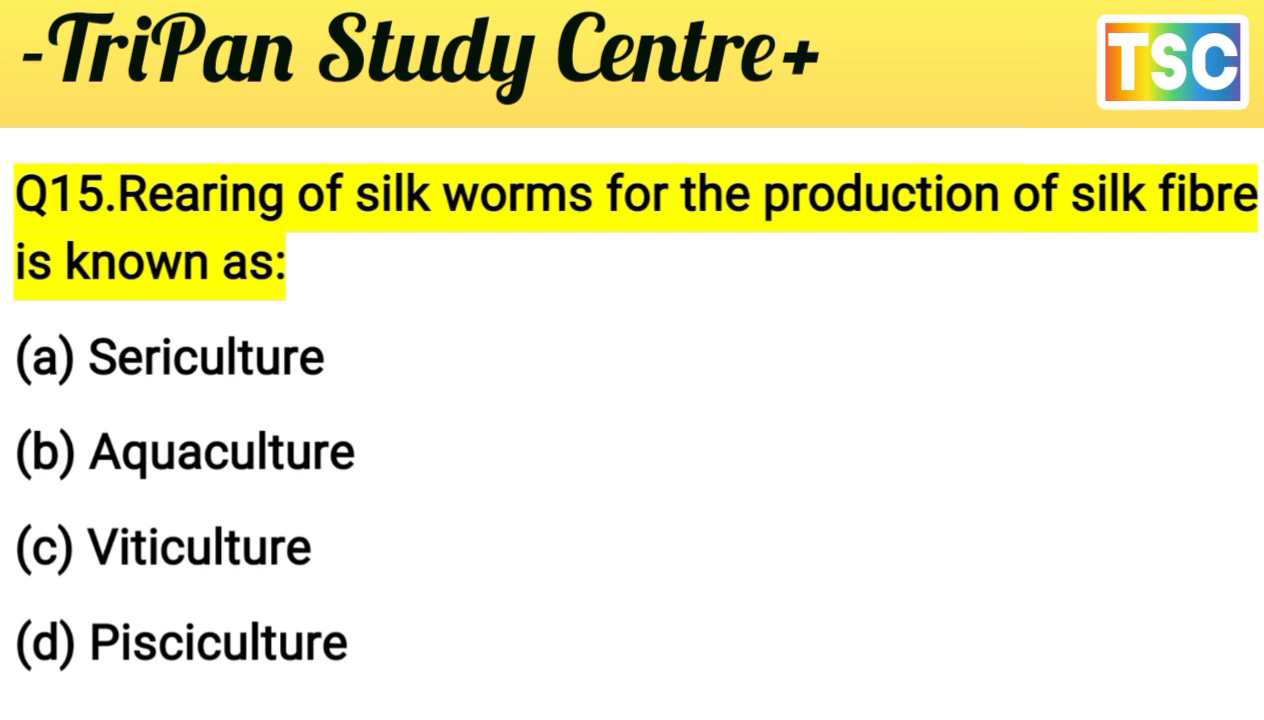 -TriPan Study Centre+
TSC
Q15.Rearing of silk worms for the production of silk fibre
is known as:
(a) Sericulture
(b) Aquaculture
(c) Viticulture
(d) Pisciculture